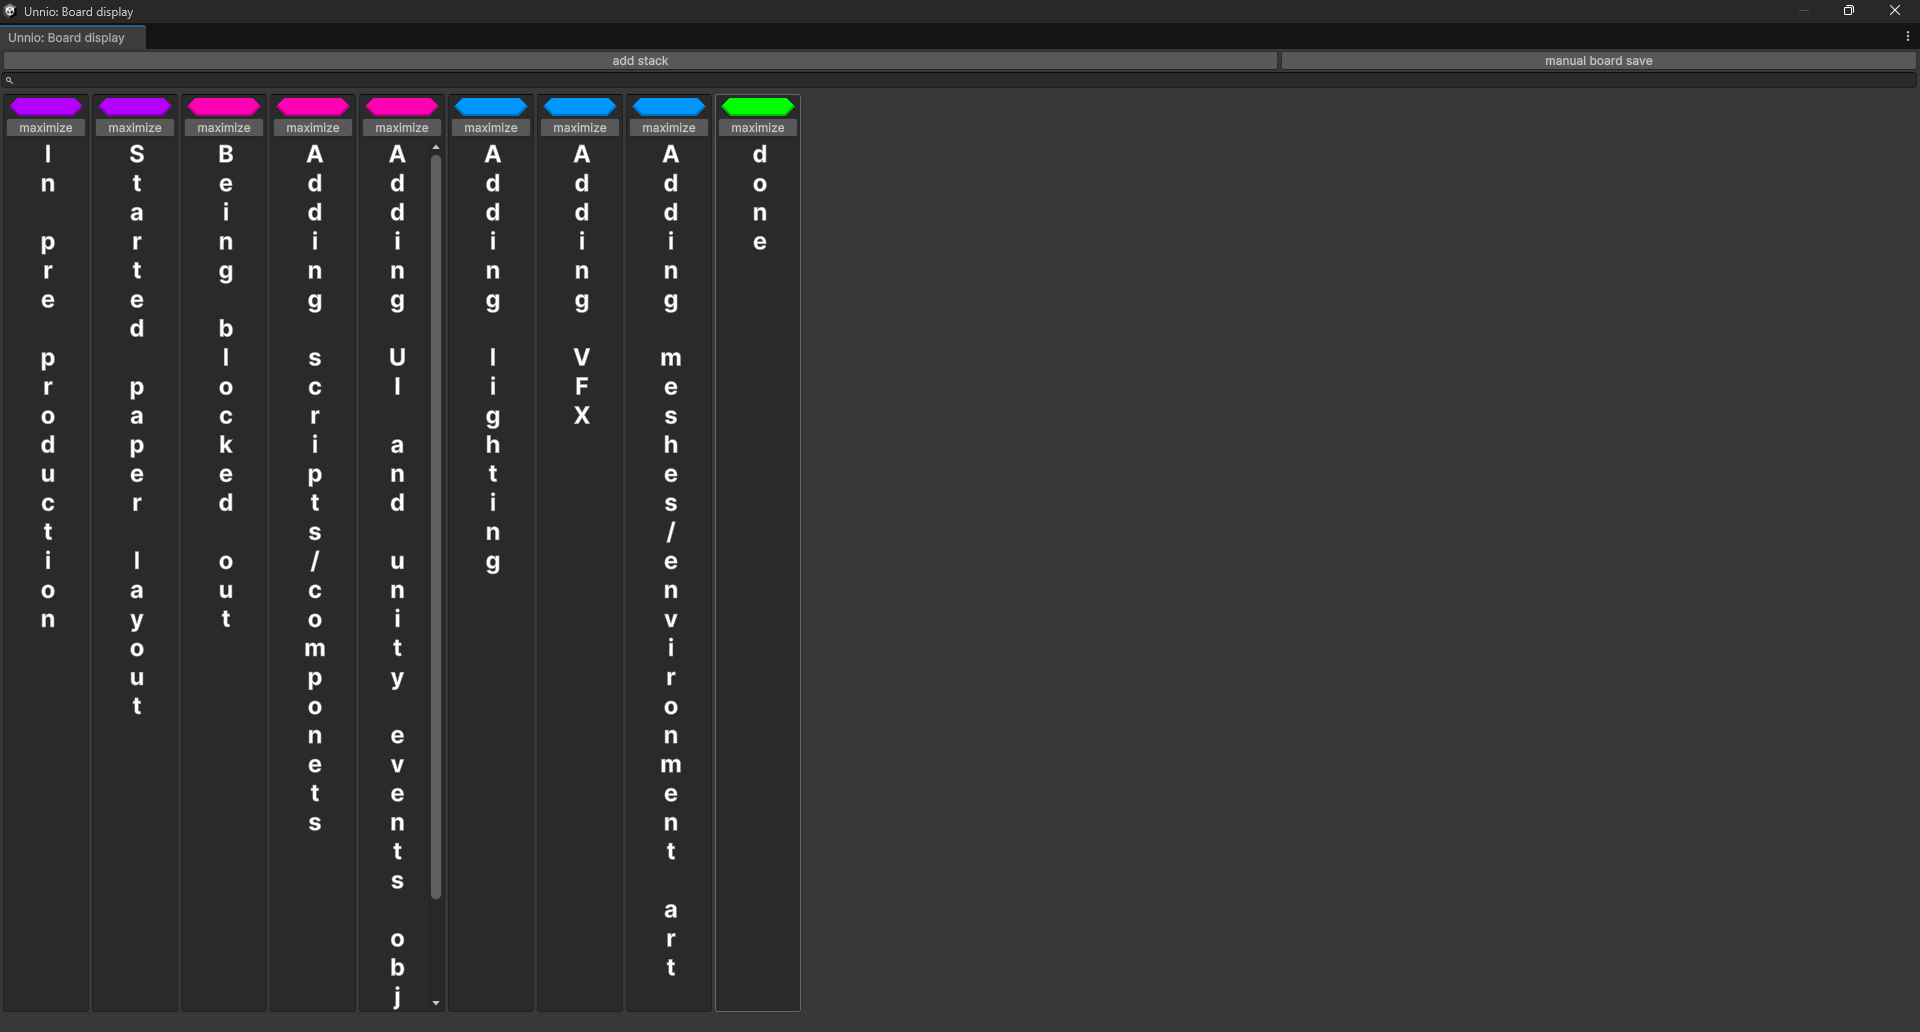 Unnio: Board display
Unnio: Board display
add stack
manual board save
maximize
In pre production
maximize
Started paper layout
maximize
Being blocked out
maximize
Adding scripts/components
maximize
Adding UI and unity events obj
maximize
Adding lighting
maximize
Adding VFX
maximize
Adding meshes/environment art
maximize
done